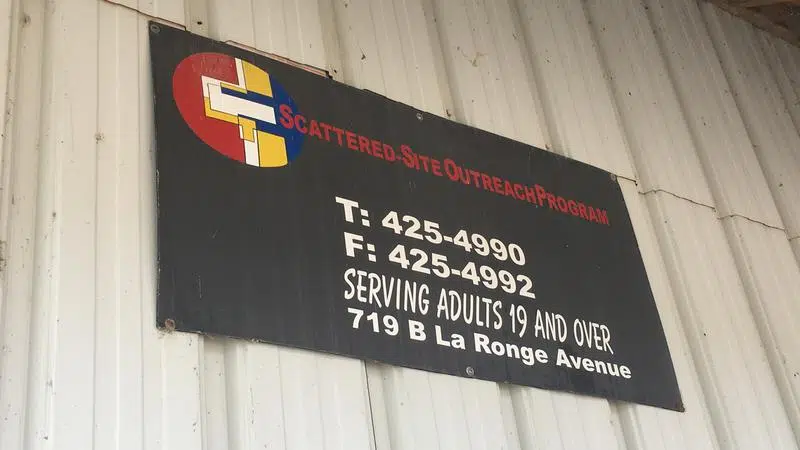 SCATTERED-SITE OUTREACH PROGRAM
T: 425-4990
F: 425-4992
SERVING ADULTS 19 AND OVER
719 B La Ronge Avenue